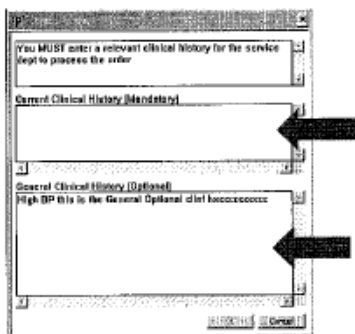 You MUST enter a relevant clinical history for the service
dept to process the order
Current Clinical History (Mandatory)
General Clinical History (Optional)
High BP this is the General Optional
Cancel